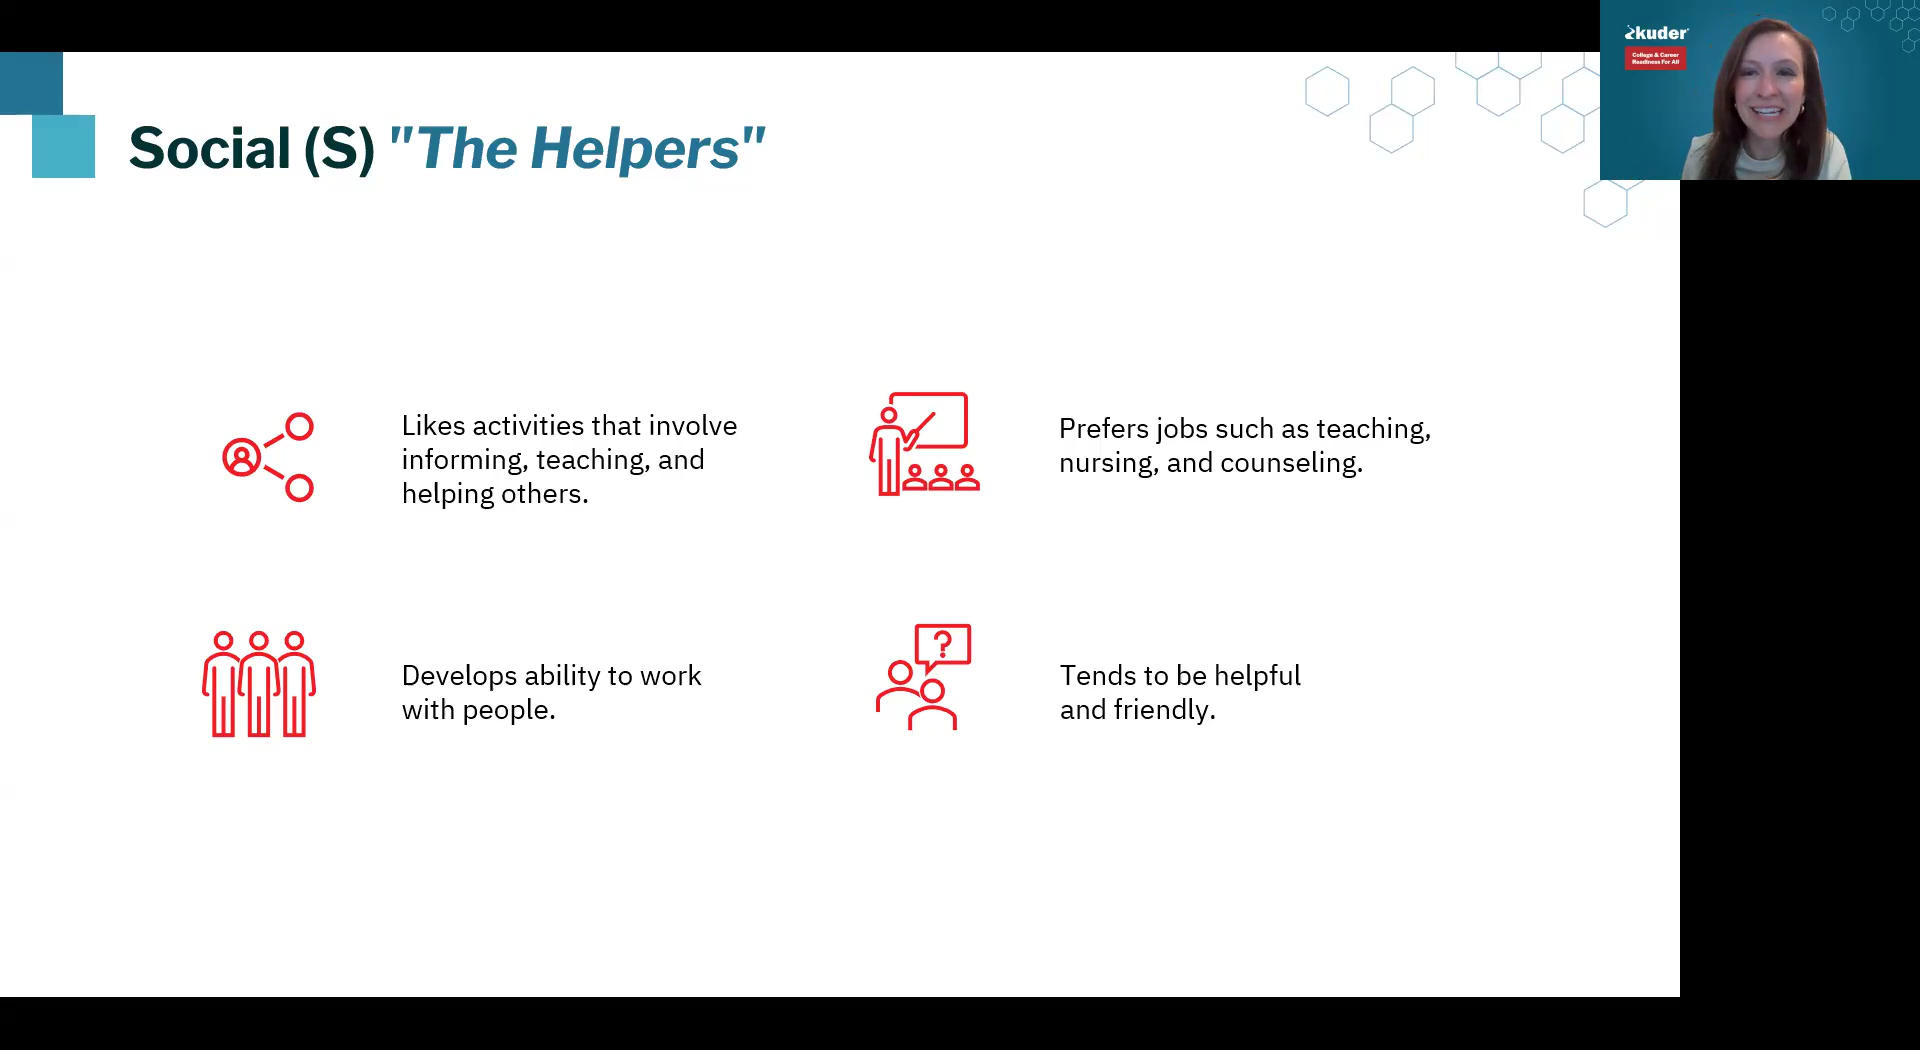 Social (S) "The Helpers"
kuder®
College & Career
Readiness For All
Likes activities that involve
informing, teaching, and
helping others.
Prefers jobs such as teaching,
nursing, and counseling.
?
Develops ability to work
with people.
Tends to be helpful
and friendly.